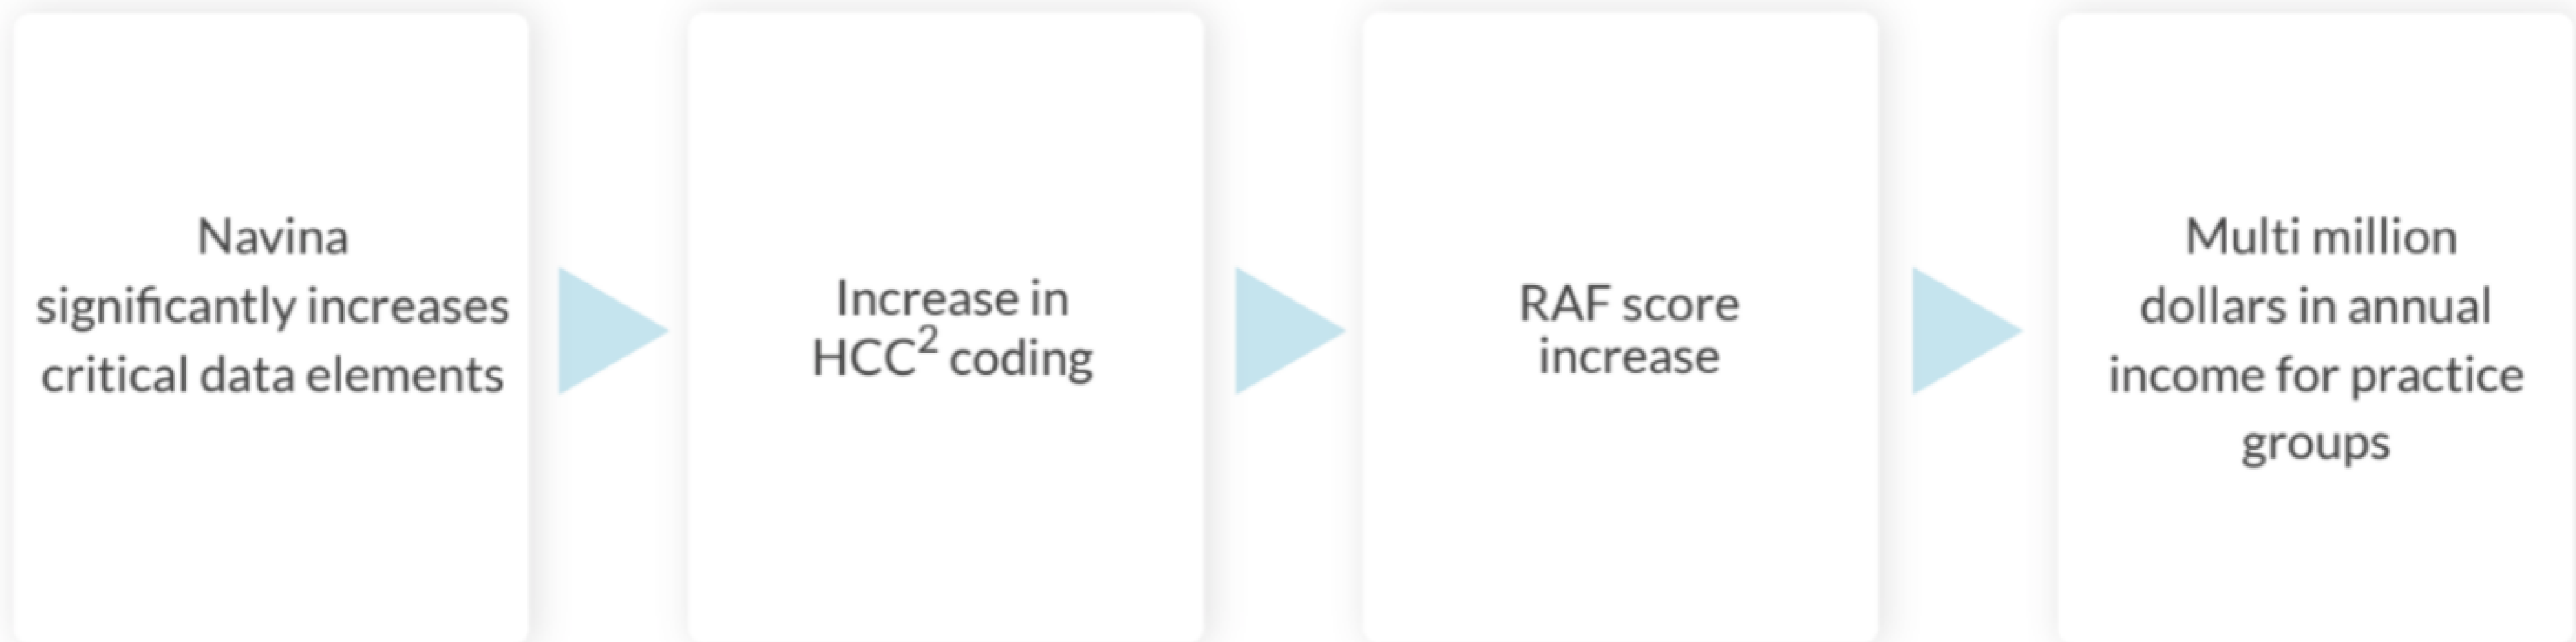 Navina
significantly increases
critical data elements
Increase in
HCC² coding
RAF score
increase
Multi million
dollars in annual
income for practice
groups